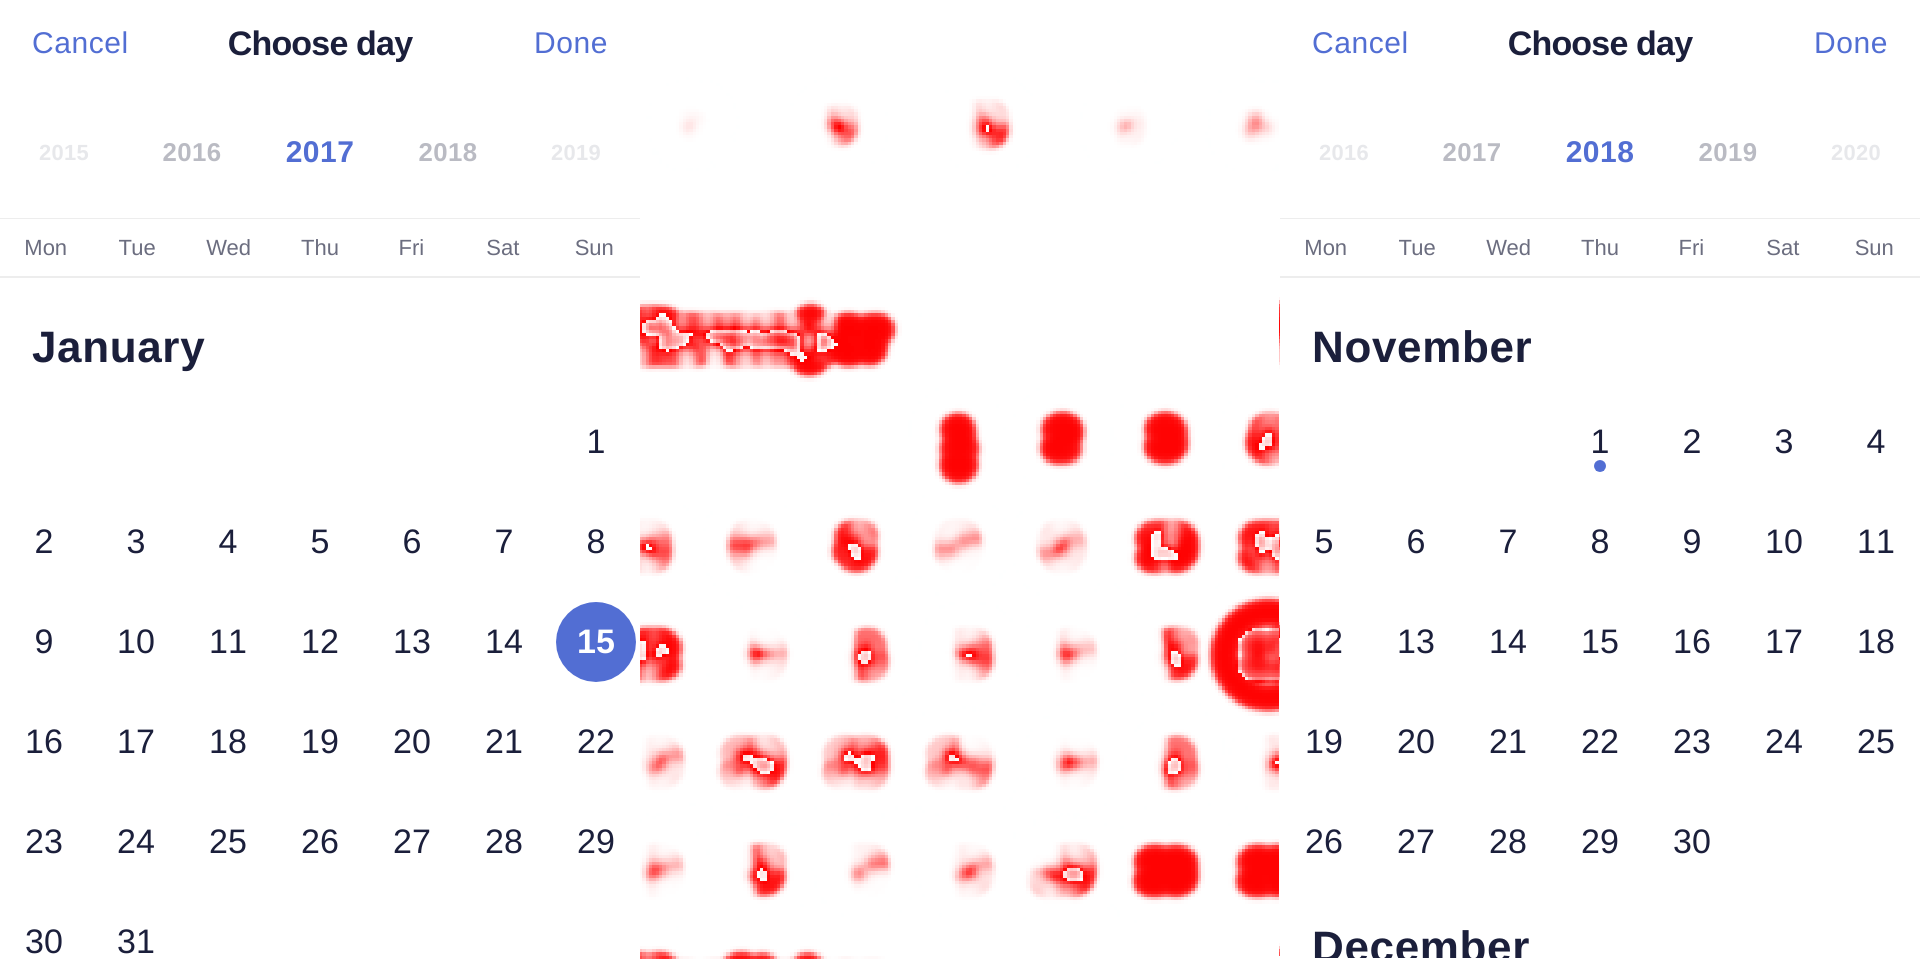 Cancel Choose day Done
2015 2016 2017 2018 2019
Mon Tue Wed Thu Fri Sat Sun
January
1
2 3 4 5 6 7 8
9 10 11 12 13 14 15
16 17 18 19 20 21 22
23 24 25 26 27 28 29
30 31
Cancel Choose day Done
2016 2017 2018 2019 2020
Mon Tue Wed Thu Fri Sat Sun
November
1 2 3 4
5 6 7 8 9 10 11
12 13 14 15 16 17 18
19 20 21 22 23 24 25
26 27 28 29 30
December